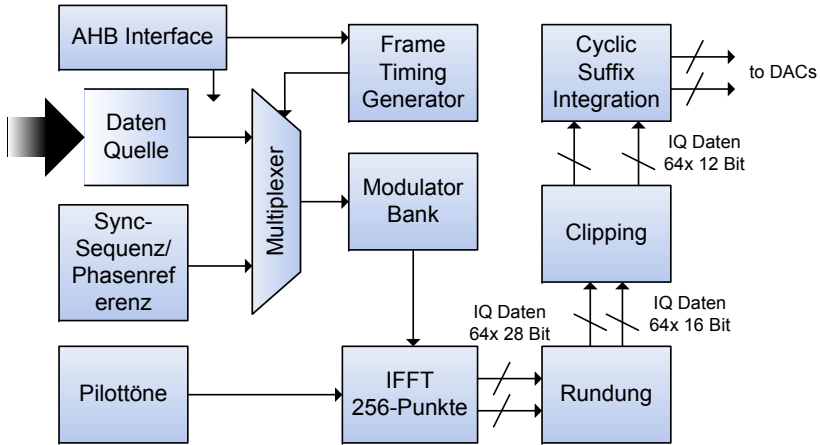 AHB Interface
Frame
Timing
Generator
Cyclic
Suffix
Integration
to DACs
Daten
Quelle
Multiplexer
IQ Daten
64x 12 Bit
Modulator
Bank
Sync-
Sequenz/
Phasenref
erenz
Clipping
IQ Daten
64x 28 Bit
IQ Daten
64x 16 Bit
Pilottöne
IFFT
256-Punkte
Rundung